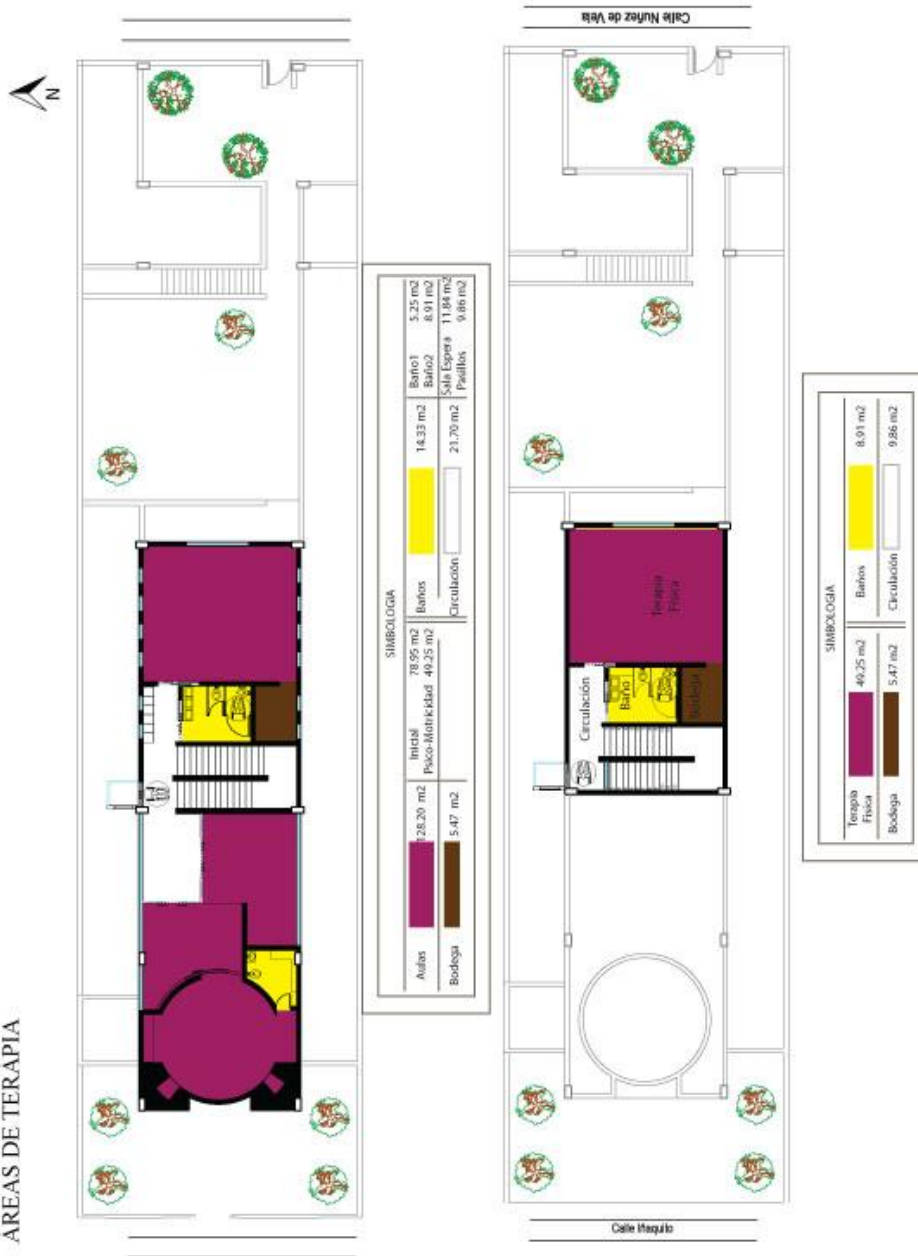 AREAS DE TERAPIA
N
SIMBOLOGIA
Aulas 128.20 m2 Inicial 78.95 m2 Baños 14.33 m2 Baño1 5.25 m2
Psico-Motricidad 49.25 m2 Baño2 8.91 m2
Bodega 5.47 m2 Circulación 21.70 m2 Sala Espera 11.84 m2
Pasillos 9.86 m2
Calle Nuñez de Vela
Circulación
Baño
Bodega
Terapia
Física
Calle Iñaquito
SIMBOLOGIA
Terapia
Física 49.25 m2 Baños 8.91 m2
Bodega 5.47 m2 Circulación 9.86 m2